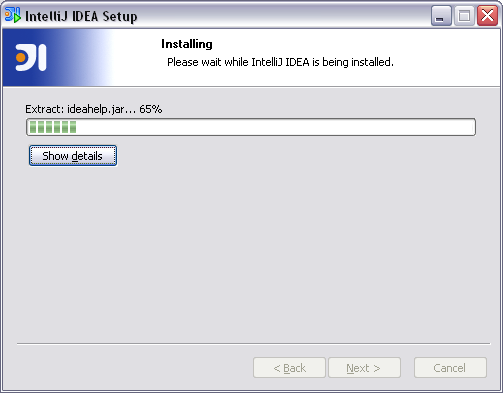 IntelliJ IDEA Setup
Installing
Please wait while IntelliJ IDEA is being installed.
Extract: ideahelp.jar... 65%
Show details
< Back
Next >
Cancel